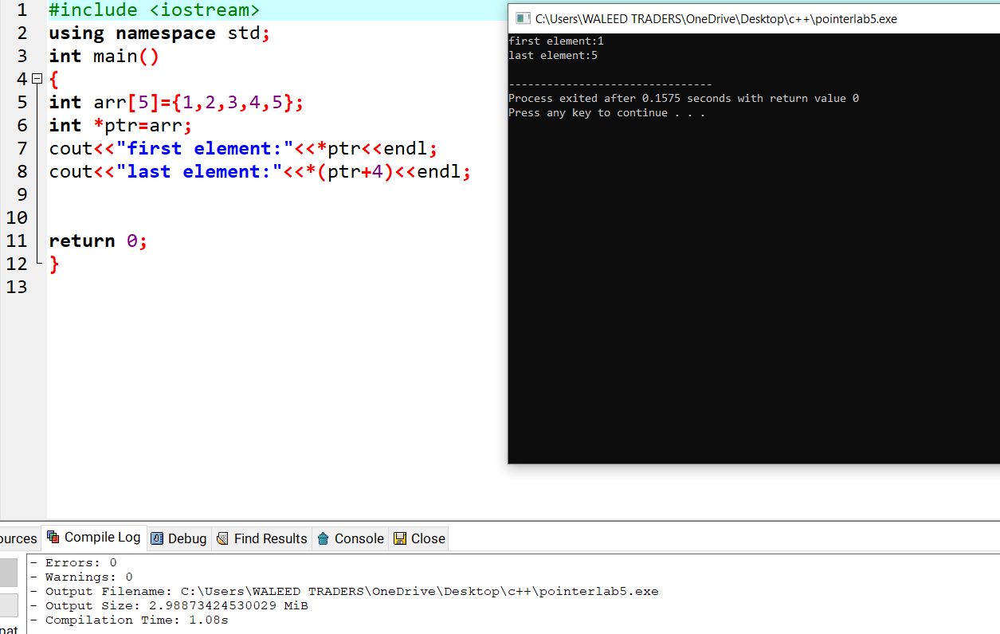 1 #include <iostream>
2 using namespace std;
3 int main()
4 {
5 int arr[5]={1,2,3,4,5};
6 int *ptr=arr;
7 cout<<"first element:"<<*ptr<<endl;
8 cout<<"last element:"<<*(ptr+4)<<endl;
9
10
11 return 0;
12 }
13
C:\Users\WALEED TRADERS\OneDrive\Desktop\c++\pointerlab5.exe
first element:1
last element:5
--------------------------------
Process exited after 0.1575 seconds with return value 0
Press any key to continue . . .
ources Compile Log Debug Find Results Console Close
- Errors: 0
- Warnings: 0
- Output Filename: C:\Users\WALEED TRADERS\OneDrive\Desktop\c++\pointerlab5.exe
- Output Size: 2.98873424530029 MiB
- Compilation Time: 1.08s